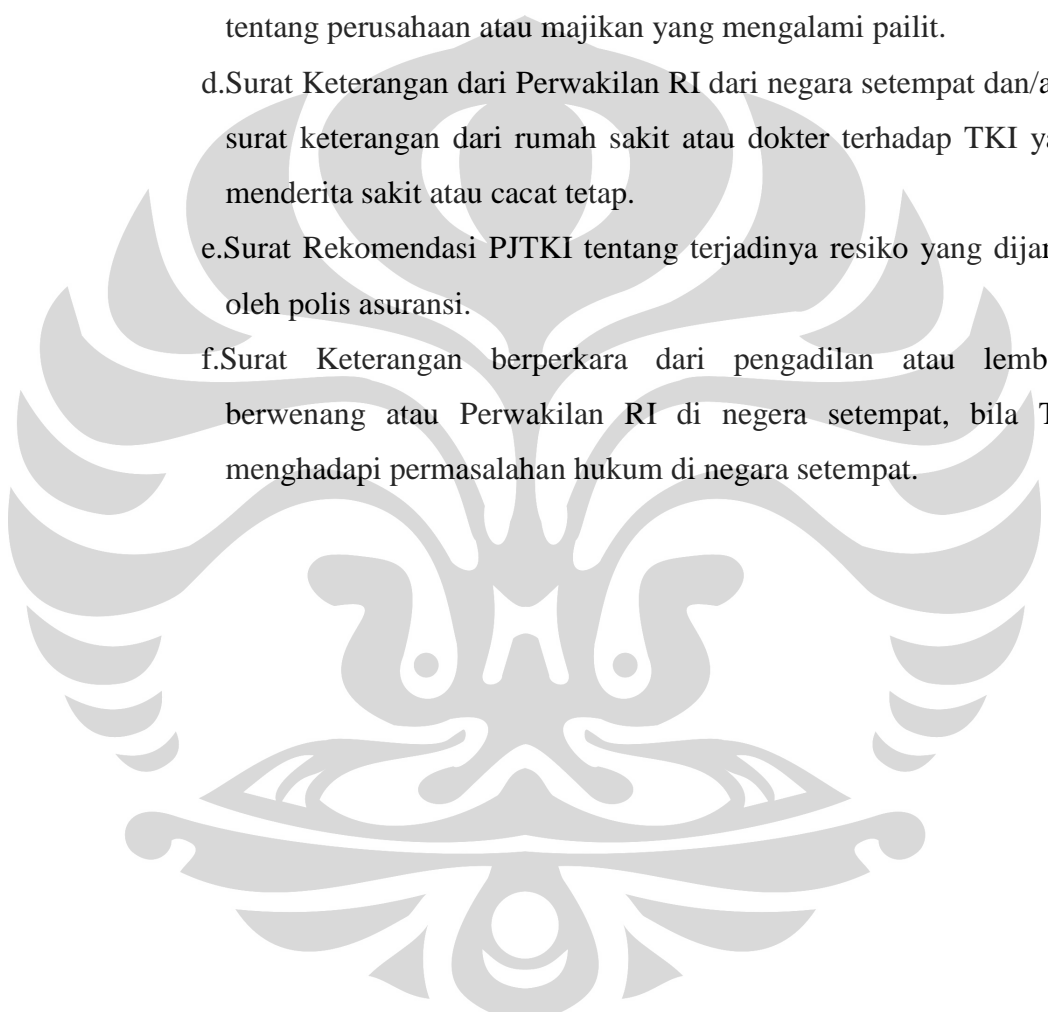 tentang perusahaan atau majikan yang mengalami pailit.
d.Surat Keterangan dari Perwakilan RI dari negara setempat dan/a
surat keterangan dari rumah sakit atau dokter terhadap TKI ya
menderita sakit atau cacat tetap.
e.Surat Rekomendasi PJTKI tentang terjadinya resiko yang dijar
oleh polis asuransi.
f.Surat Keterangan berperkara dari pengadilan atau lemb
berwenang atau Perwakilan RI di negera setempat, bila T
menghadapi permasalahan hukum di negara setempat.